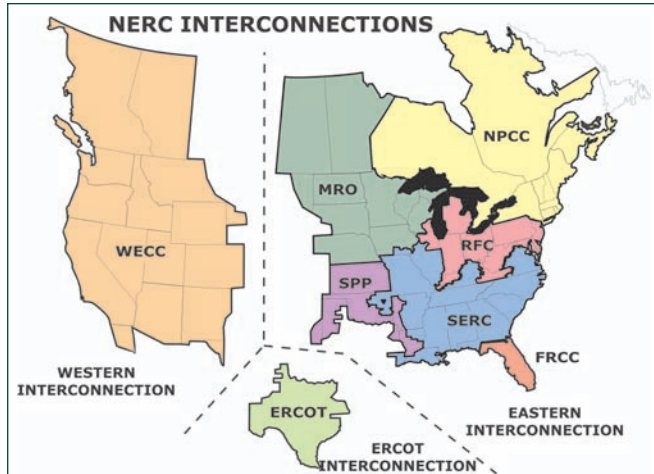 NERC INTERCONNECTIONS
NPCC
MRO
RFC
WECC
SPP
SERC
FRCC
WESTERN
INTERCONNECTION
ERCOT
EASTERN
INTERCONNECTION
ERCOT
INTERCONNECTION